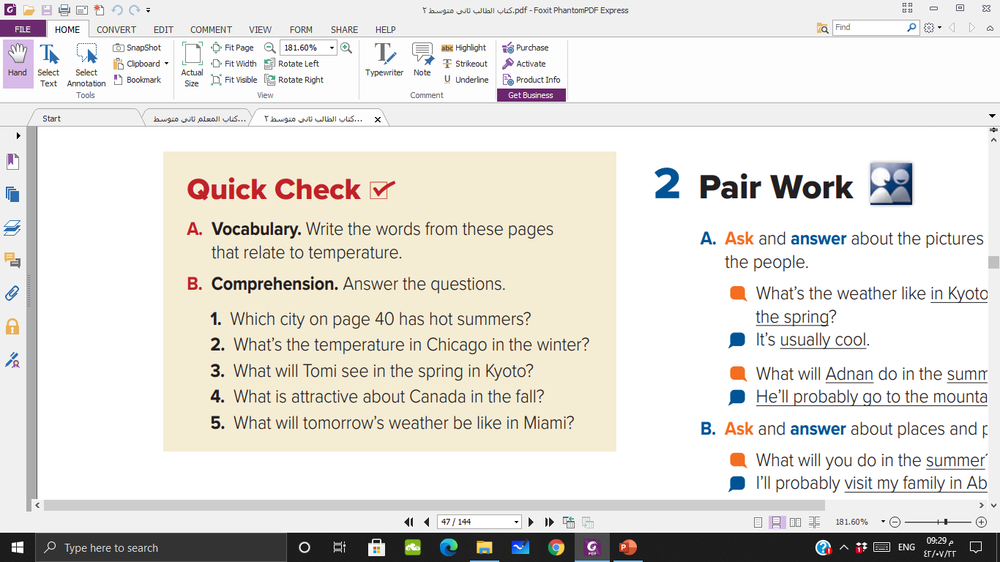 كتاب الطالب ثاني متوسط ٢.pdf - Foxit PhantomPDF Express
FILE
HOME
CONVERT
EDIT
COMMENT
VIEW
FORM
SHARE
HELP
Find
Hand
Select Text
Select Annotation
SnapShot
Clipboard
Bookmark
Tools
Actual Size
Fit Page
Fit Width
Fit Visible
181.60%
Rotate Left
Rotate Right
View
Typewriter
Note
Highlight
Strikeout
Underline
Comment
Purchase
Activate
Product Info
Get Business
Start
كتاب المعلم ثاني متوسط...
كتاب الطالب ثاني متوسط ٢...
Quick Check
A. Vocabulary. Write the words from these pages
that relate to temperature.
B. Comprehension. Answer the questions.
1. Which city on page 40 has hot summers?
2. What's the temperature in Chicago in the winter?
3. What will Tomi see in the spring in Kyoto?
4. What is attractive about Canada in the fall?
5. What will tomorrow's weather be like in Miami?
2 Pair Work
A. Ask and answer about the pictures
the people.
What's the weather like in Kyoto
the spring?
It's usually cool.
What will Adnan do in the summ
He'll probably go to the mounta
B. Ask and answer about places and p
What will you do in the summer?
I'll probably visit my family in Ab
47 / 144
181.60%
Type here to search
ENG
09:29 م
٤٢/٠٧/٢٢